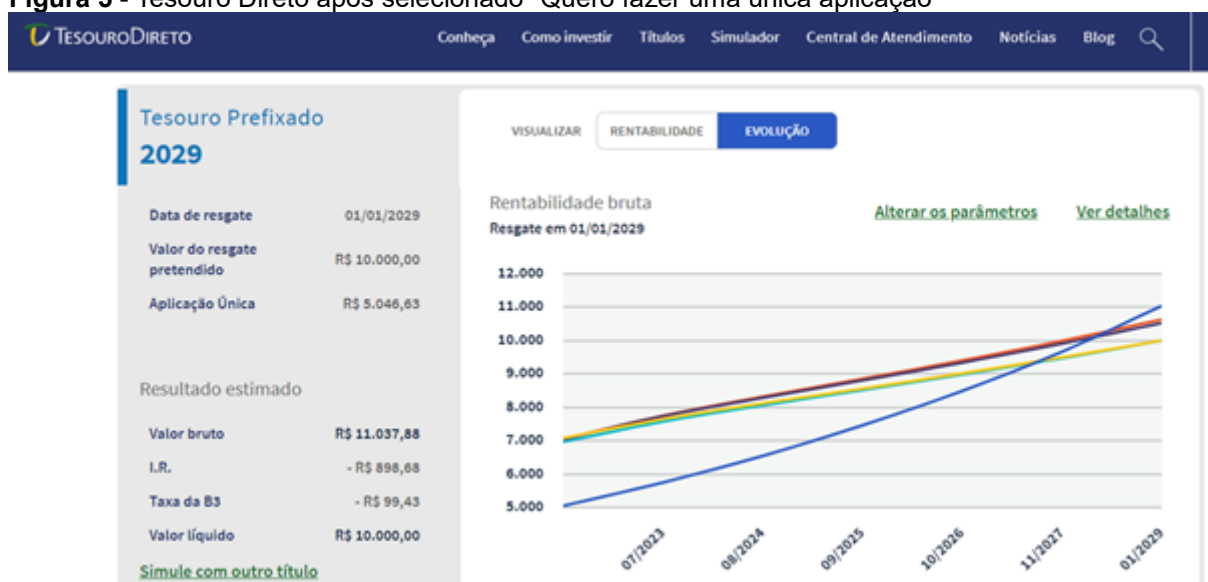 Figura 5 - Tesouro Direto após selecionado "Quero fazer uma única aplicação"
TESOURODIRETO
Conheça Como investir Títulos Simulador Central de Atendimento Notícias Blog
Tesouro Prefixado
2029
Data de resgate 01/01/2029
Valor do resgate
pretendido R$ 10.000,00
Aplicação Única R$ 5.046,63
Resultado estimado
Valor bruto R$ 11.037,88
I.R. - R$ 898,68
Taxa da B3 - R$ 99,43
Valor líquido R$ 10.000,00
Simule com outro título
VISUALIZAR RENTABILIDADE EVOLUÇÃO
Rentabilidade bruta
Resgate em 01/01/2029
Alterar os parâmetros Ver detalhes
12.000
11.000
10.000
9.000
8.000
7.000
6.000
5.000
07/2023 08/2024 09/2025 10/2026 11/2027 01/2029